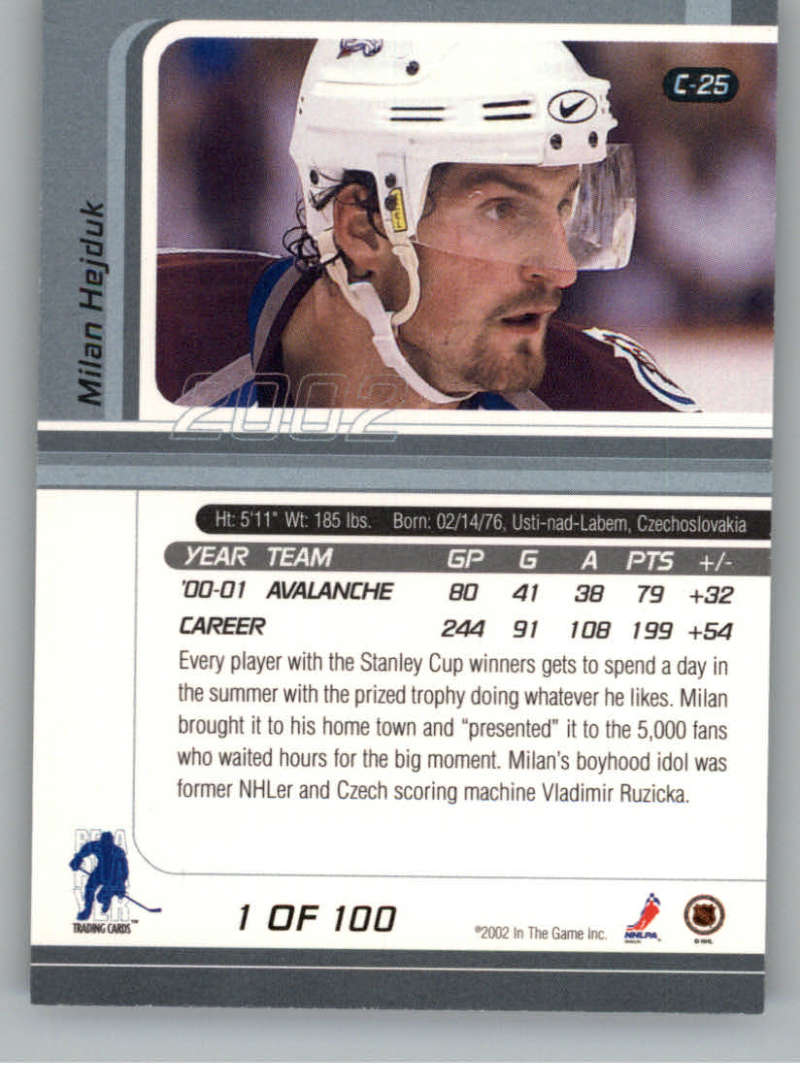 C-25
Milan Hejduk
2002
Ht: 5'11" Wt: 185 lbs. Born: 02/14/76, Usti-nad-Labem, Czechoslovakia
YEAR TEAM GP G A PTS +/-
'00-01 AVALANCHE 80 41 38 79 +32
CAREER 244 91 108 199 +54
Every player with the Stanley Cup winners gets to spend a day in
the summer with the prized trophy doing whatever he likes. Milan
brought it to his home town and "presented" it to the 5,000 fans
who waited hours for the big moment. Milan's boyhood idol was
former NHLer and Czech scoring machine Vladimir Ruzicka.
BE A
PLAYER
TRADING CARDS™
1 OF 100
©2002 In The Game Inc.
NHLPA
© NHL